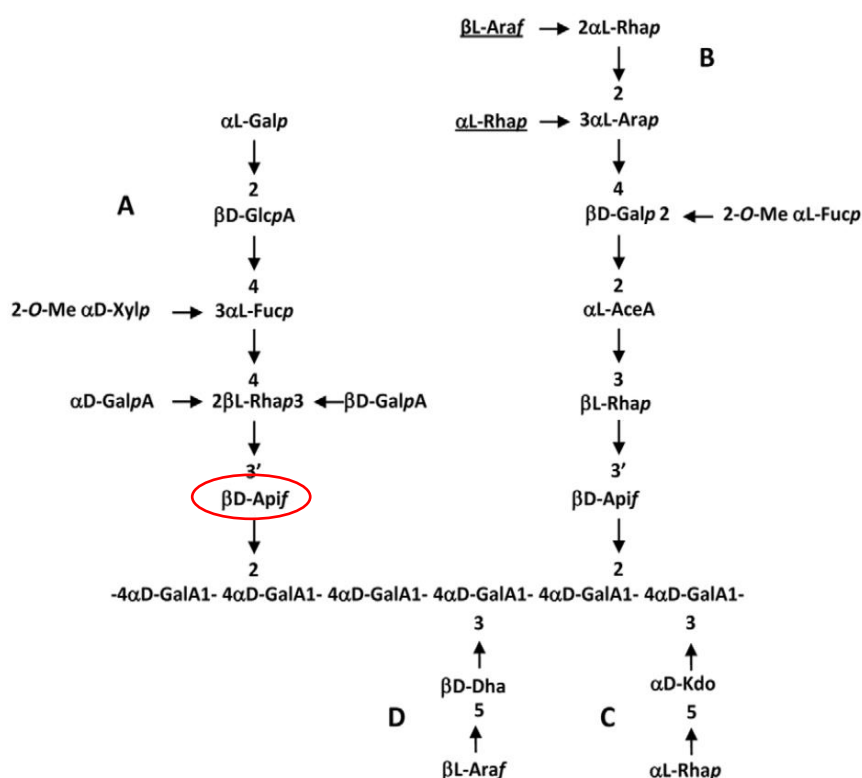 βL-Araf → 2αL-Rhap
B
2
αL-Galp
αL-Rhap → 3αL-Arap
A
2
4
βD-GlcpA
βD-Galp 2 ← 2-O-Me αL-Fucp
4
2
2-O-Me αD-Xylp → 3αL-Fucp
αL-AceA
4
3
αD-GalpA → 2βL-Rhap3 ← βD-GalpA
βL-Rhap
3’
3’
βD-Apif
βD-Apif
2
2
-4αD-GalA1- 4αD-GalA1- 4αD-GalA1- 4αD-GalA1- 4αD-GalA1- 4αD-GalA1-
3
3
βD-Dha
αD-Kdo
D
5
C
5
βL-Araf
αL-Rhap